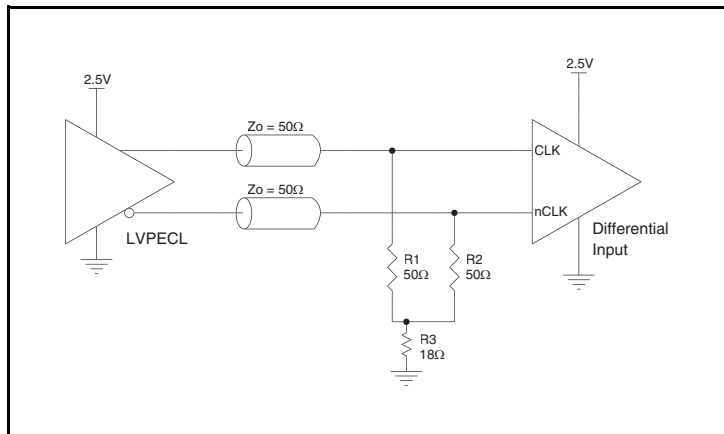 2.5V
2.5V
Zo = 50Ω
CLK
Zo = 50Ω
nCLK
LVPECL
Differential
Input
R1
50Ω
R2
50Ω
R3
18Ω